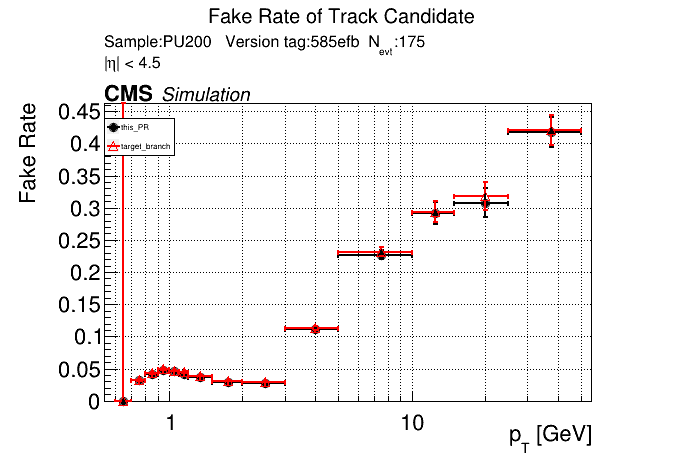 Fake Rate of Track Candidate
Sample:PU200 Version tag:585efb N_evt:175
|η| < 4.5
CMS Simulation
Fake Rate
0.45
0.4
0.35
0.3
0.25
0.2
0.15
0.1
0.05
0
this_PR
target_branch
1
10
p_T [GeV]